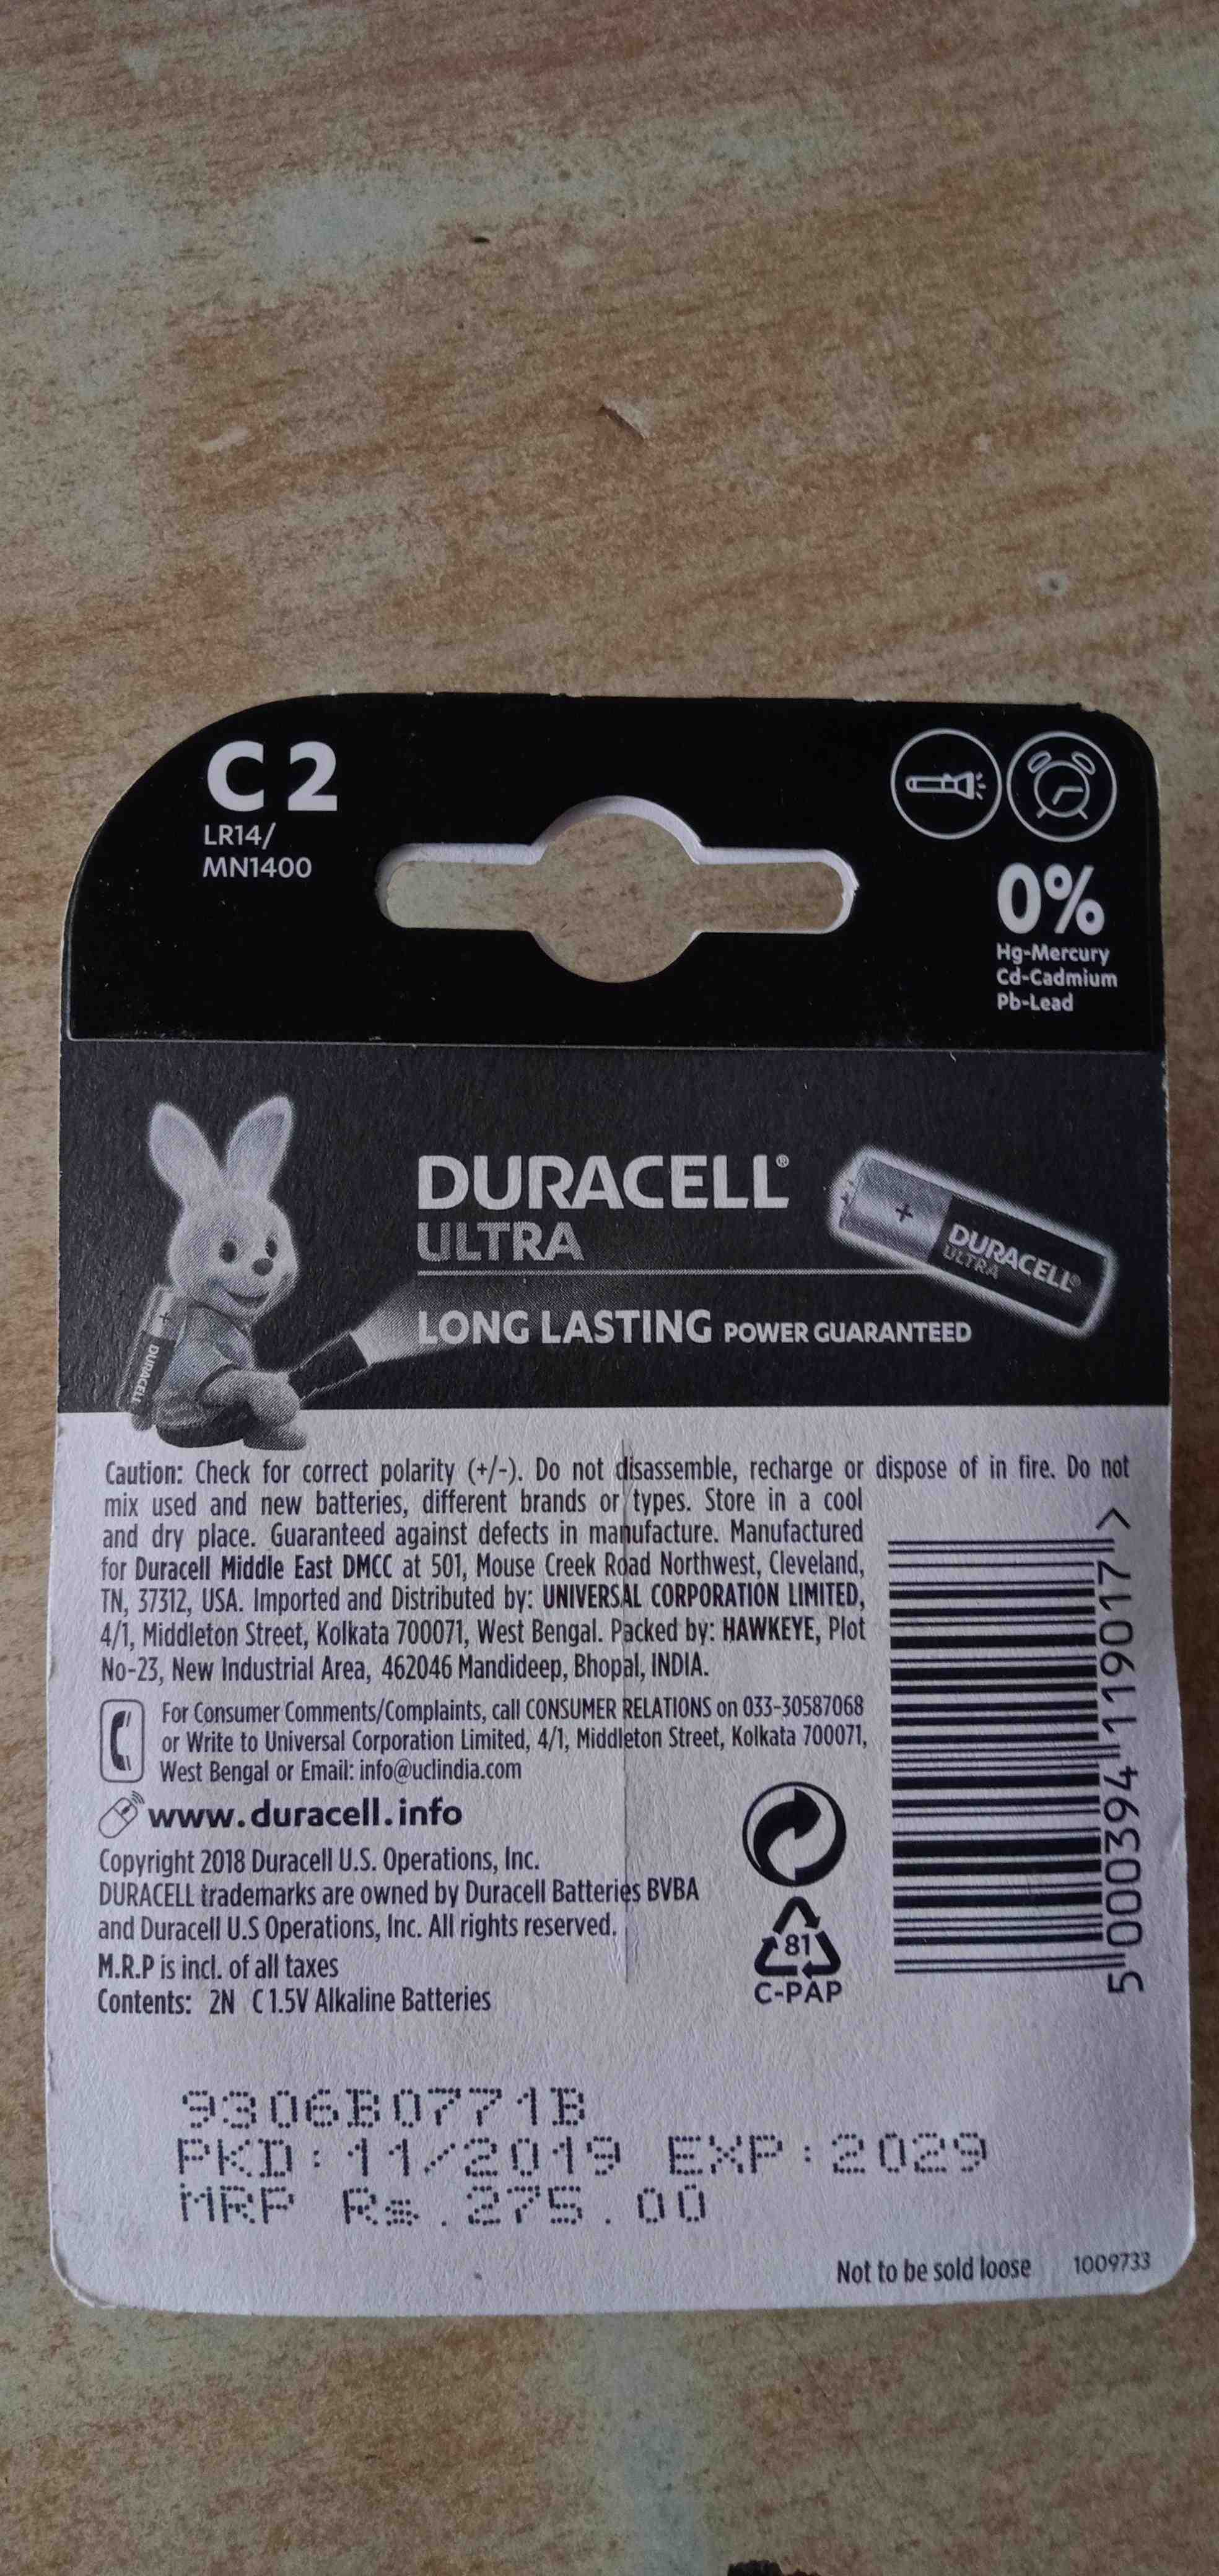 C 2
LR14/
MN1400
0%
Hg-Mercury
Cd-Cadmium
Pb-Lead
DURACELL®
ULTRA
LONG LASTING POWER GUARANTEED
+
DURACELL®
ULTRA
+
DURACELL
Caution: Check for correct polarity (+/-). Do not disassemble, recharge or dispose of in fire. Do not
mix used and new batteries, different brands or types. Store in a cool
and dry place. Guaranteed against defects in manufacture. Manufactured
for Duracell Middle East DMCC at 501, Mouse Creek Road Northwest, Cleveland,
TN, 37312, USA. Imported and Distributed by: UNIVERSAL CORPORATION LIMITED,
4/1, Middleton Street, Kolkata 700071, West Bengal. Packed by: HAWKEYE, Plot
No-23, New Industrial Area, 462046 Mandideep, Bhopal, INDIA.
For Consumer Comments/Complaints, call CONSUMER RELATIONS on 033-30587068
or Write to Universal Corporation Limited, 4/1, Middleton Street, Kolkata 700071,
West Bengal or Email: info@uclindia.com
www.duracell.info
Copyright 2018 Duracell U.S. Operations, Inc.
DURACELL trademarks are owned by Duracell Batteries BVBA
and Duracell U.S Operations, Inc. All rights reserved.
M.R.P is incl. of all taxes
Contents: 2N C 1.5V Alkaline Batteries
81
C-PAP
5 000394 119017 >
9306B0771B
PKD:11/2019 EXP:2029
MRP Rs.275.00
Not to be sold loose 1009733